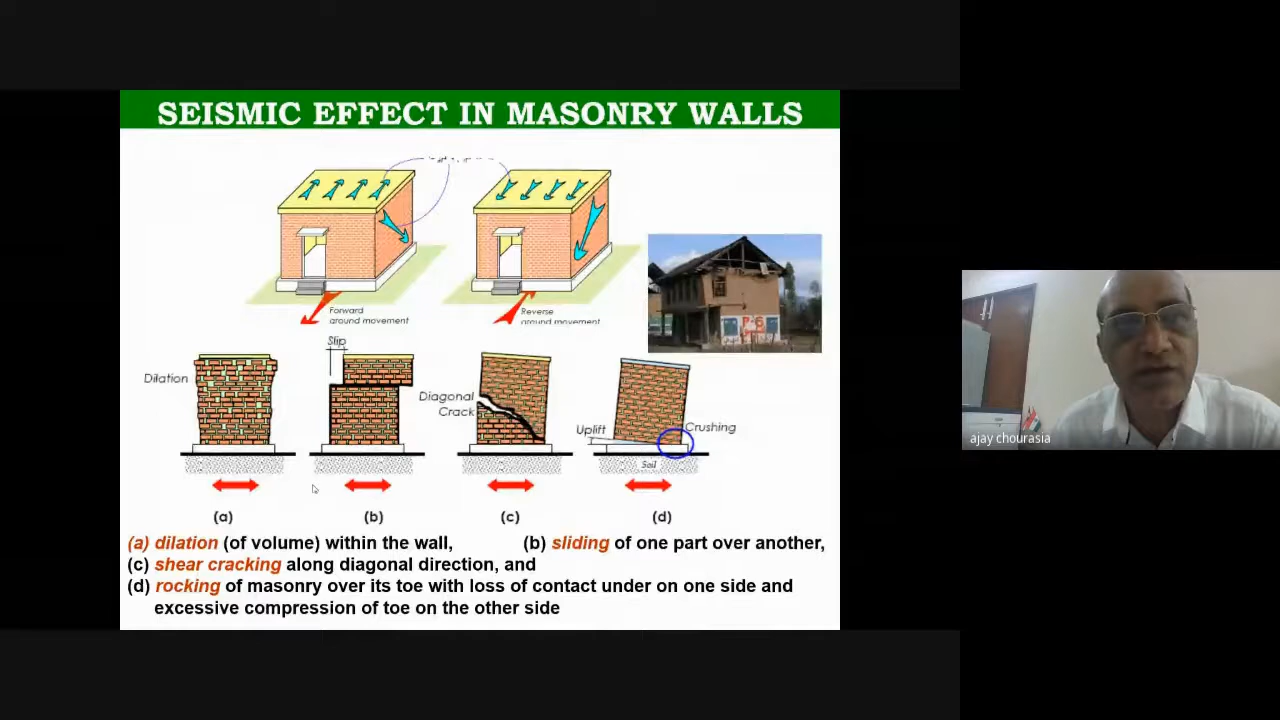 SEISMIC EFFECT IN MASONRY WALLS
Forward
ground movement
Reverse
ground movement
Slip
Dilation
Diagonal
Crack
Uplift
Crushing
Soil
(a)
(b)
(c)
(d)
(a) dilation (of volume) within the wall, (b) sliding of one part over another,
(c) shear cracking along diagonal direction, and
(d) rocking of masonry over its toe with loss of contact under on one side and
excessive compression of toe on the other side
ajay chourasia